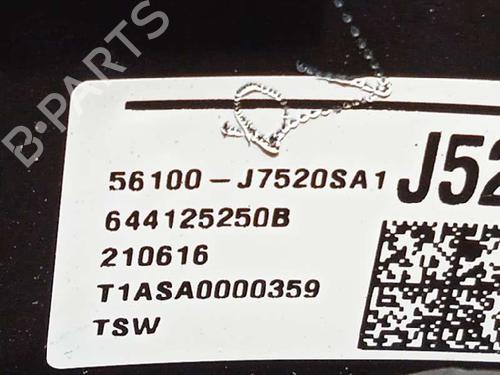 B-PARTS
56100-J7520SA1
J52
644125250B
210616
T1ASA0000359
TSW